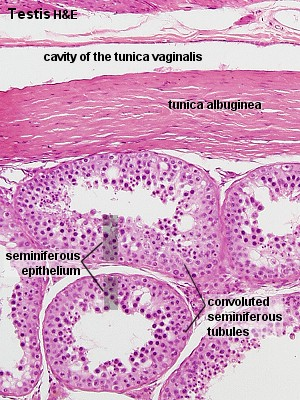 Testis H&E
cavity of the tunica vaginalis
tunica albuginea
seminiferous
epithelium
convoluted
seminiferous
tubules